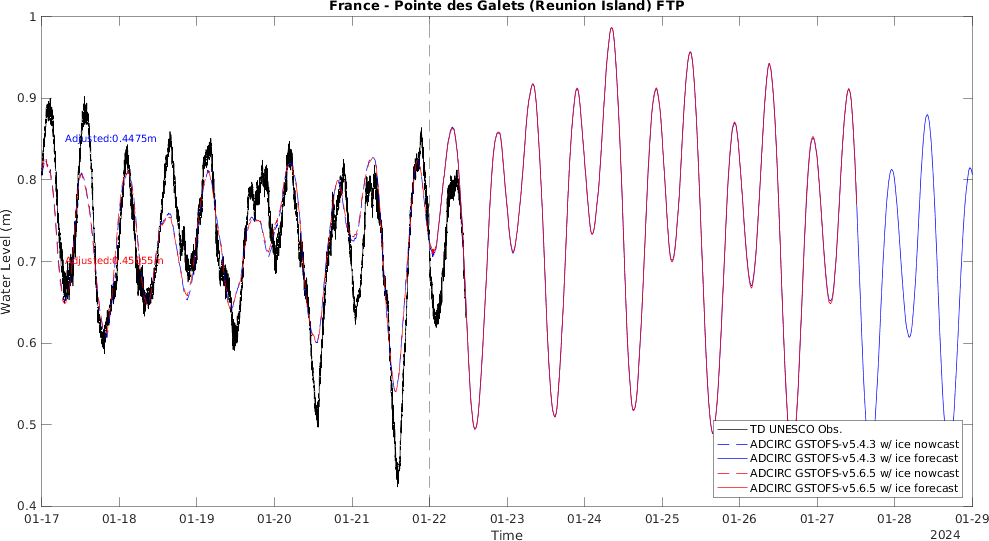 France - Pointe des Galets (Reunion Island) FTP
Water Level (m)
1
0.9
0.8
0.7
0.6
0.5
0.4
Adjusted:0.4475m
TD UNESCO Obs.
ADCIRC GSTOFS-v5.4.3 w/ ice nowcast
ADCIRC GSTOFS-v5.4.3 w/ ice forecast
ADCIRC GSTOFS-v5.6.5 w/ ice nowcast
ADCIRC GSTOFS-v5.6.5 w/ ice forecast
01-17 01-18 01-19 01-20 01-21 01-22 01-23 01-24 01-25 01-26 01-27 01-28 01-29
Time
2024